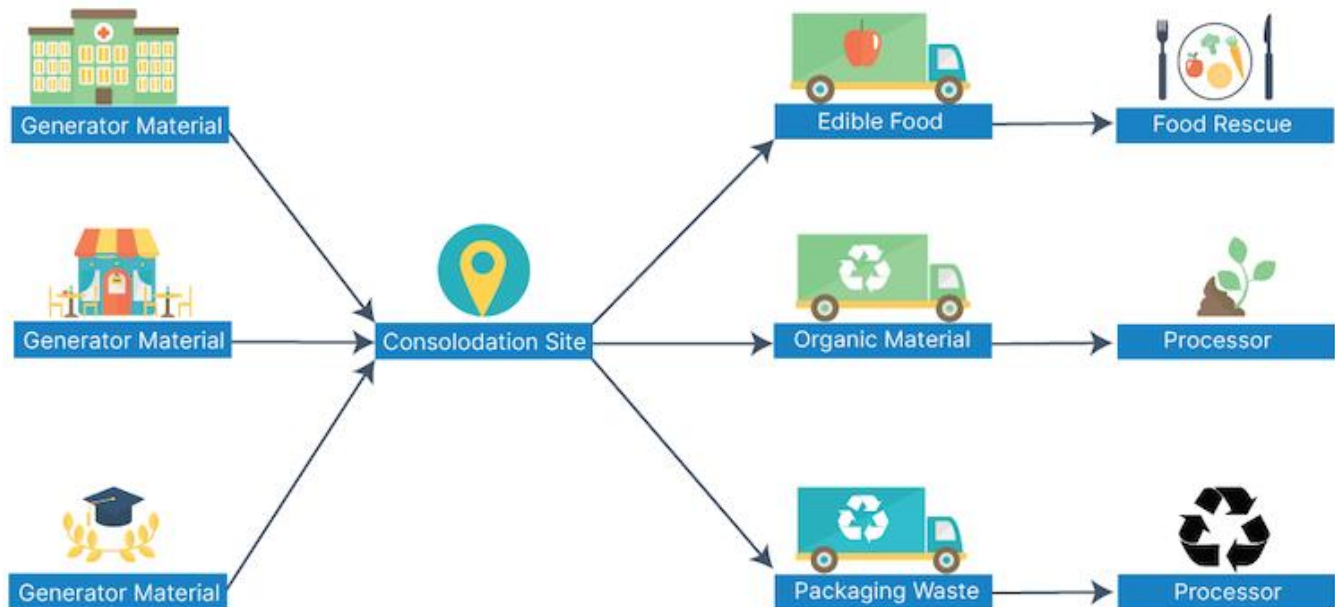 Generator Material
Edible Food
Food Rescue
Generator Material
Consolodation Site
Organic Material
Processor
Generator Material
Packaging Waste
Processor